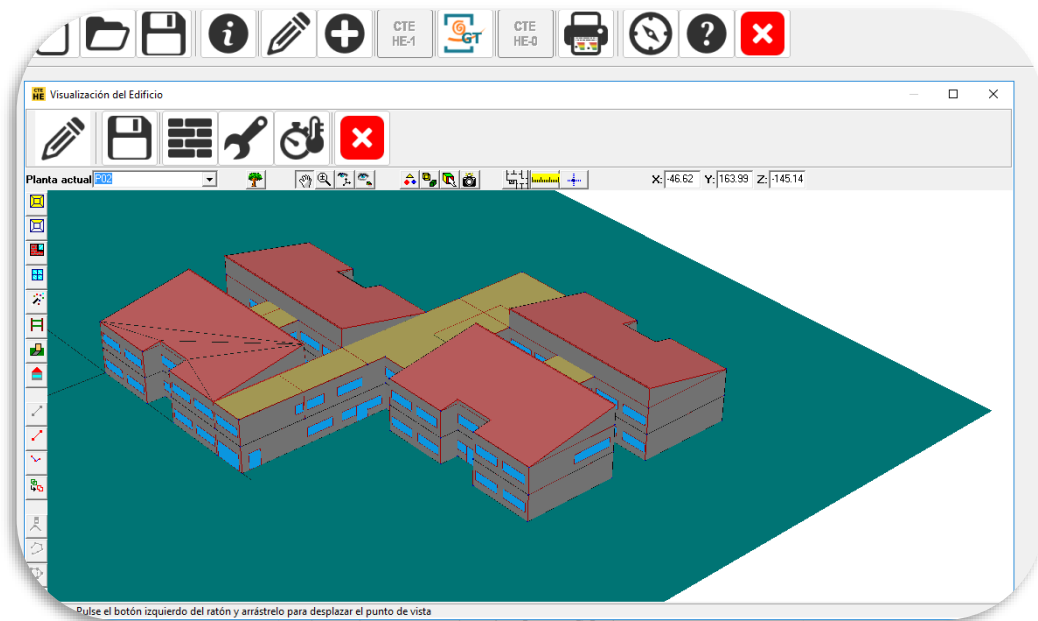 CTE
HE-1
GT
CTE
HE-0
CTE
HE
Visualización del Edificio
Planta actual P02
X: -46.62 Y: 163.99 Z: -145.14
Pulse el botón izquierdo del ratón y arrástrelo para desplazar el punto de vista